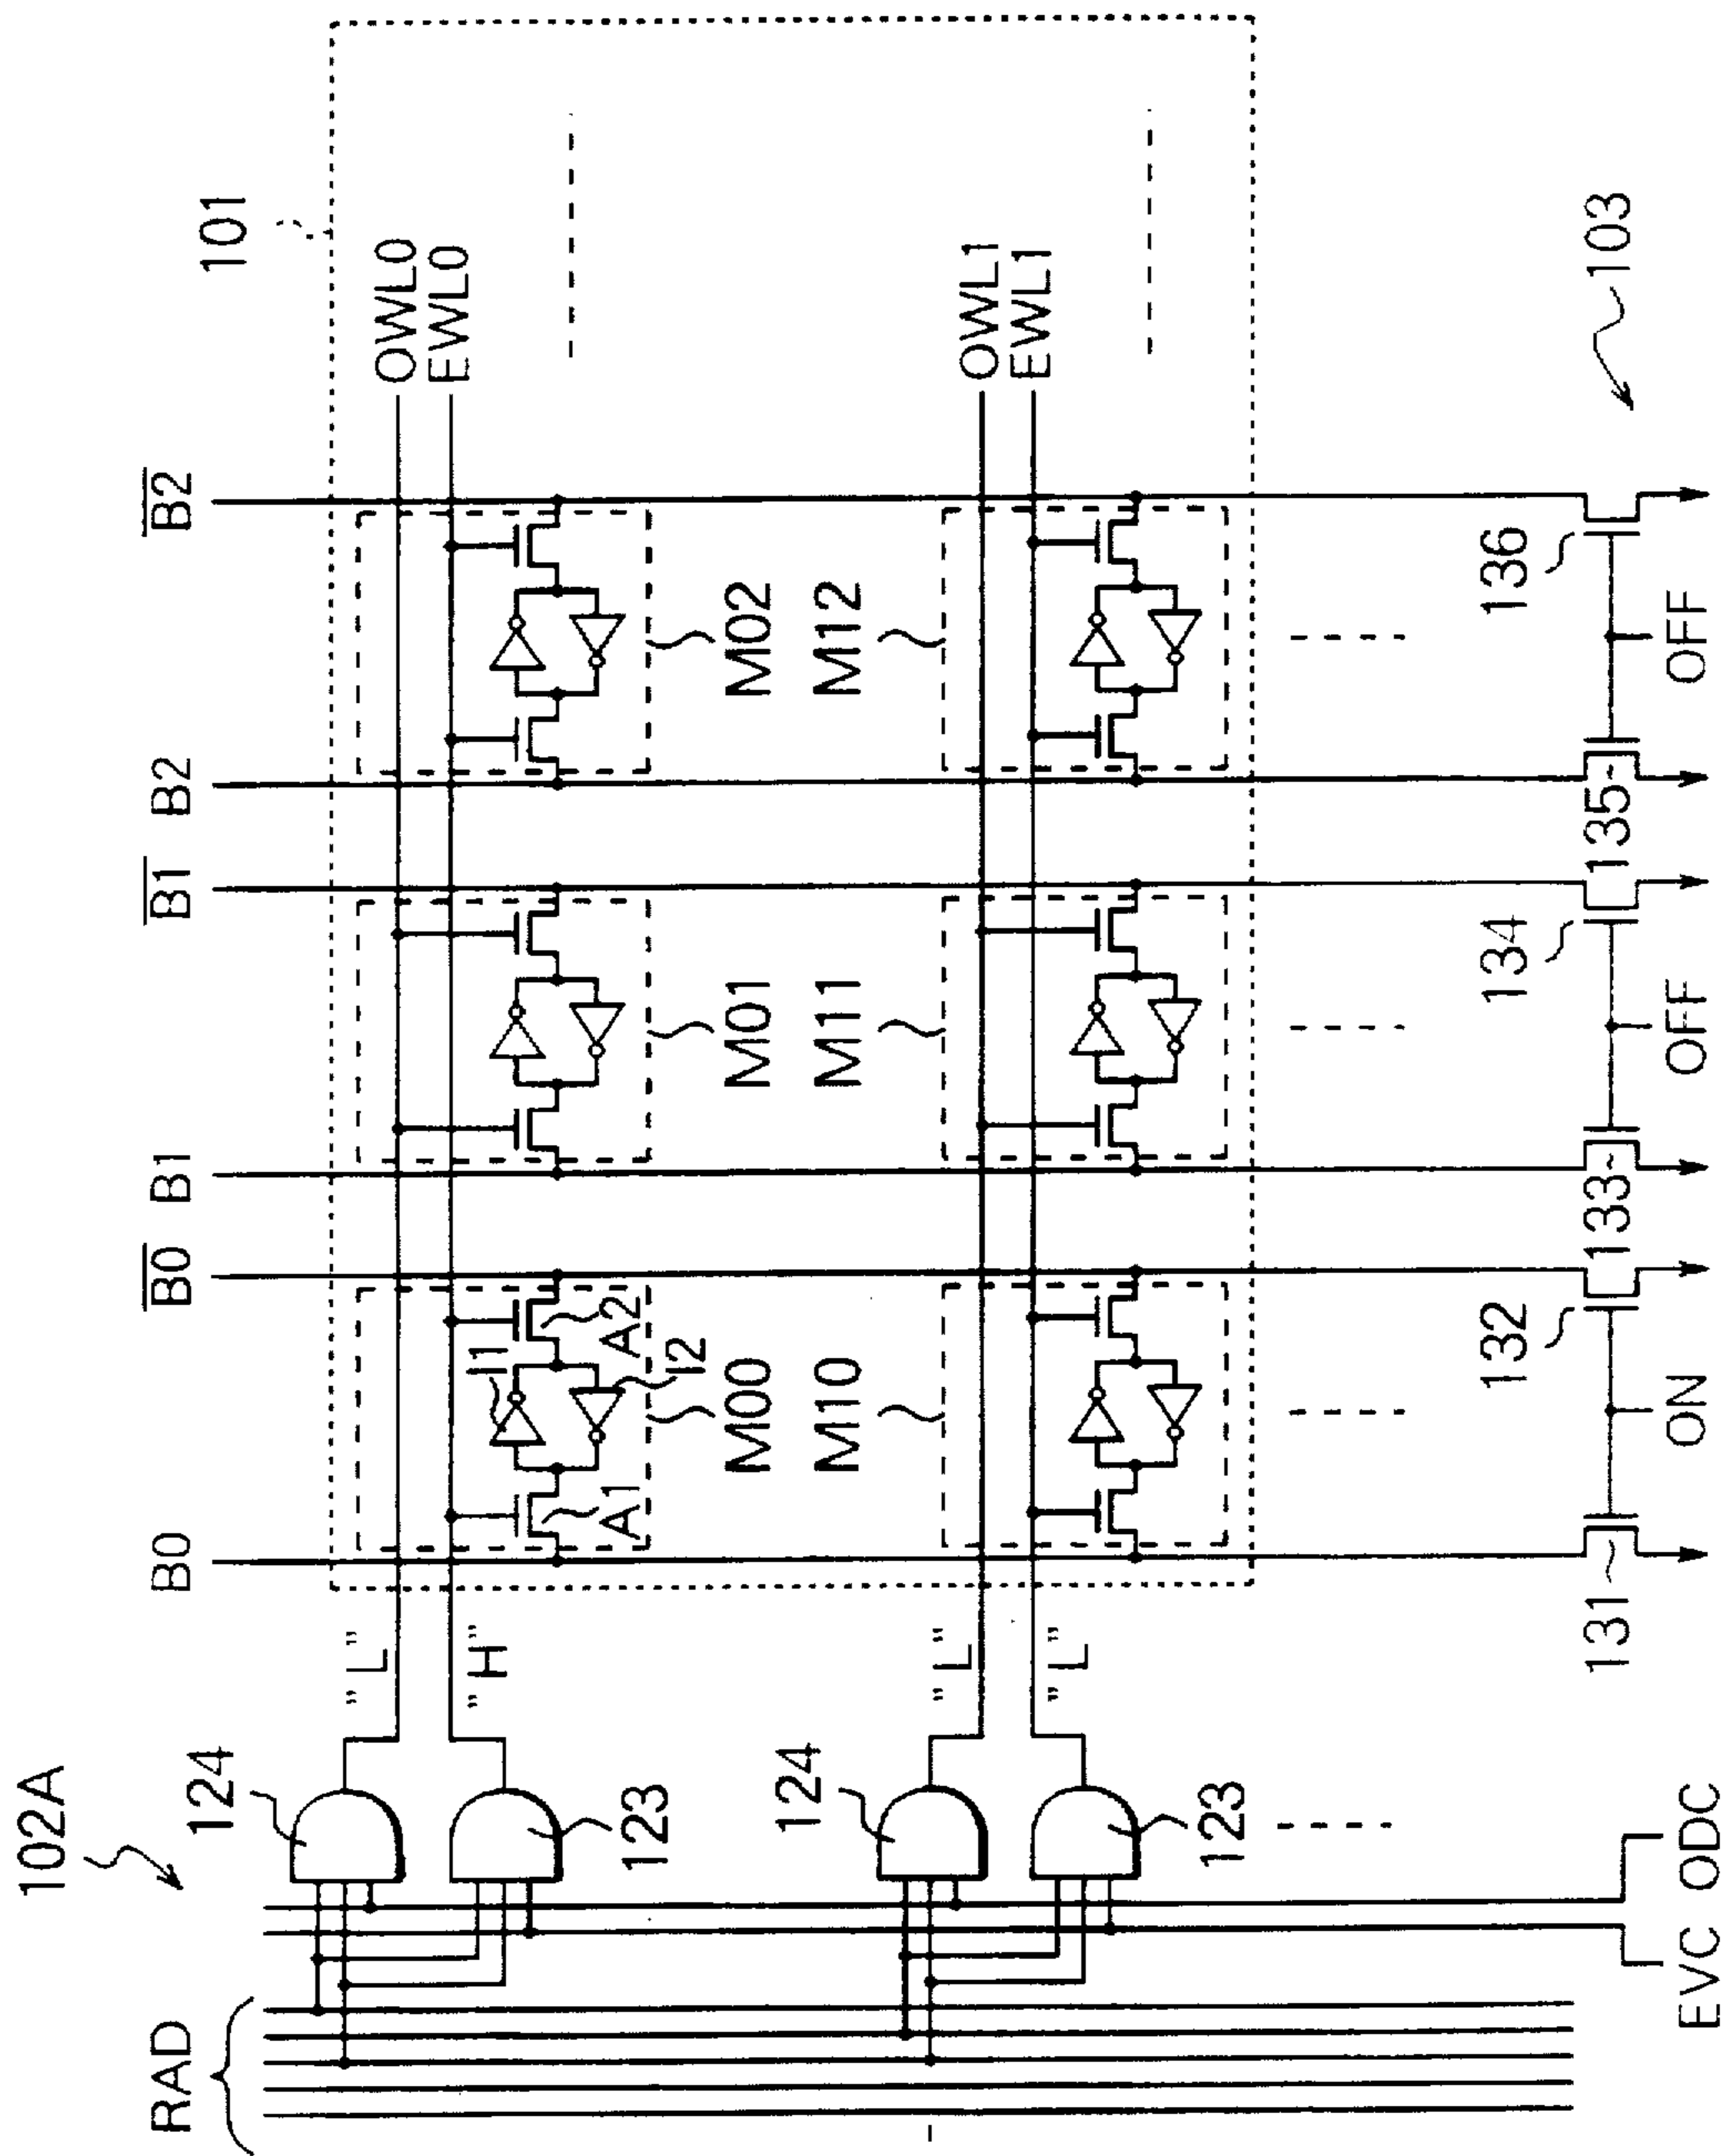 101
OWL0
EWL0
OWL1
EWL1
103
B2
B2
B1
B1
B0
B0
M02
M12
M01
M11
M00
M10
I1
A2
I2
A1
136
OFF
135
134
OFF
133
132
ON
131
"L"
"H"
"L"
"L"
102A
124
123
124
123
RAD
EVC
ODC